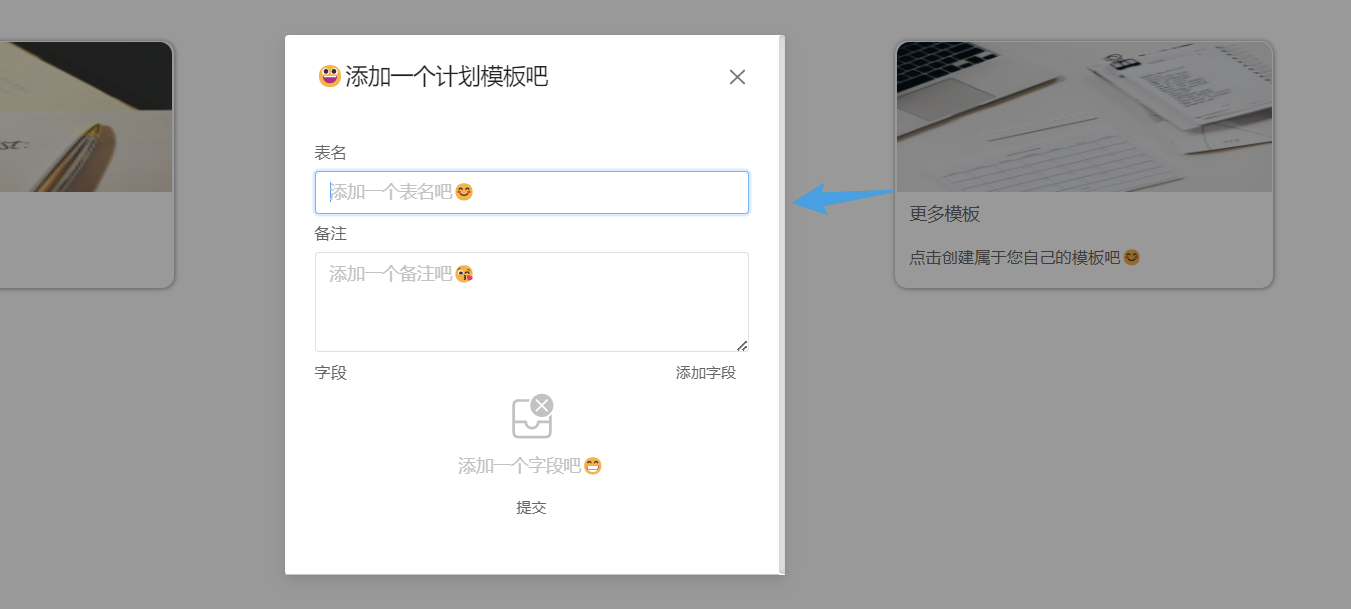 😀添加一个计划模板吧
表名
添加一个表名吧😊
备注
添加一个备注吧😘
字段
添加字段
添加一个字段吧😁
提交
更多模板
点击创建属于您自己的模板吧😊